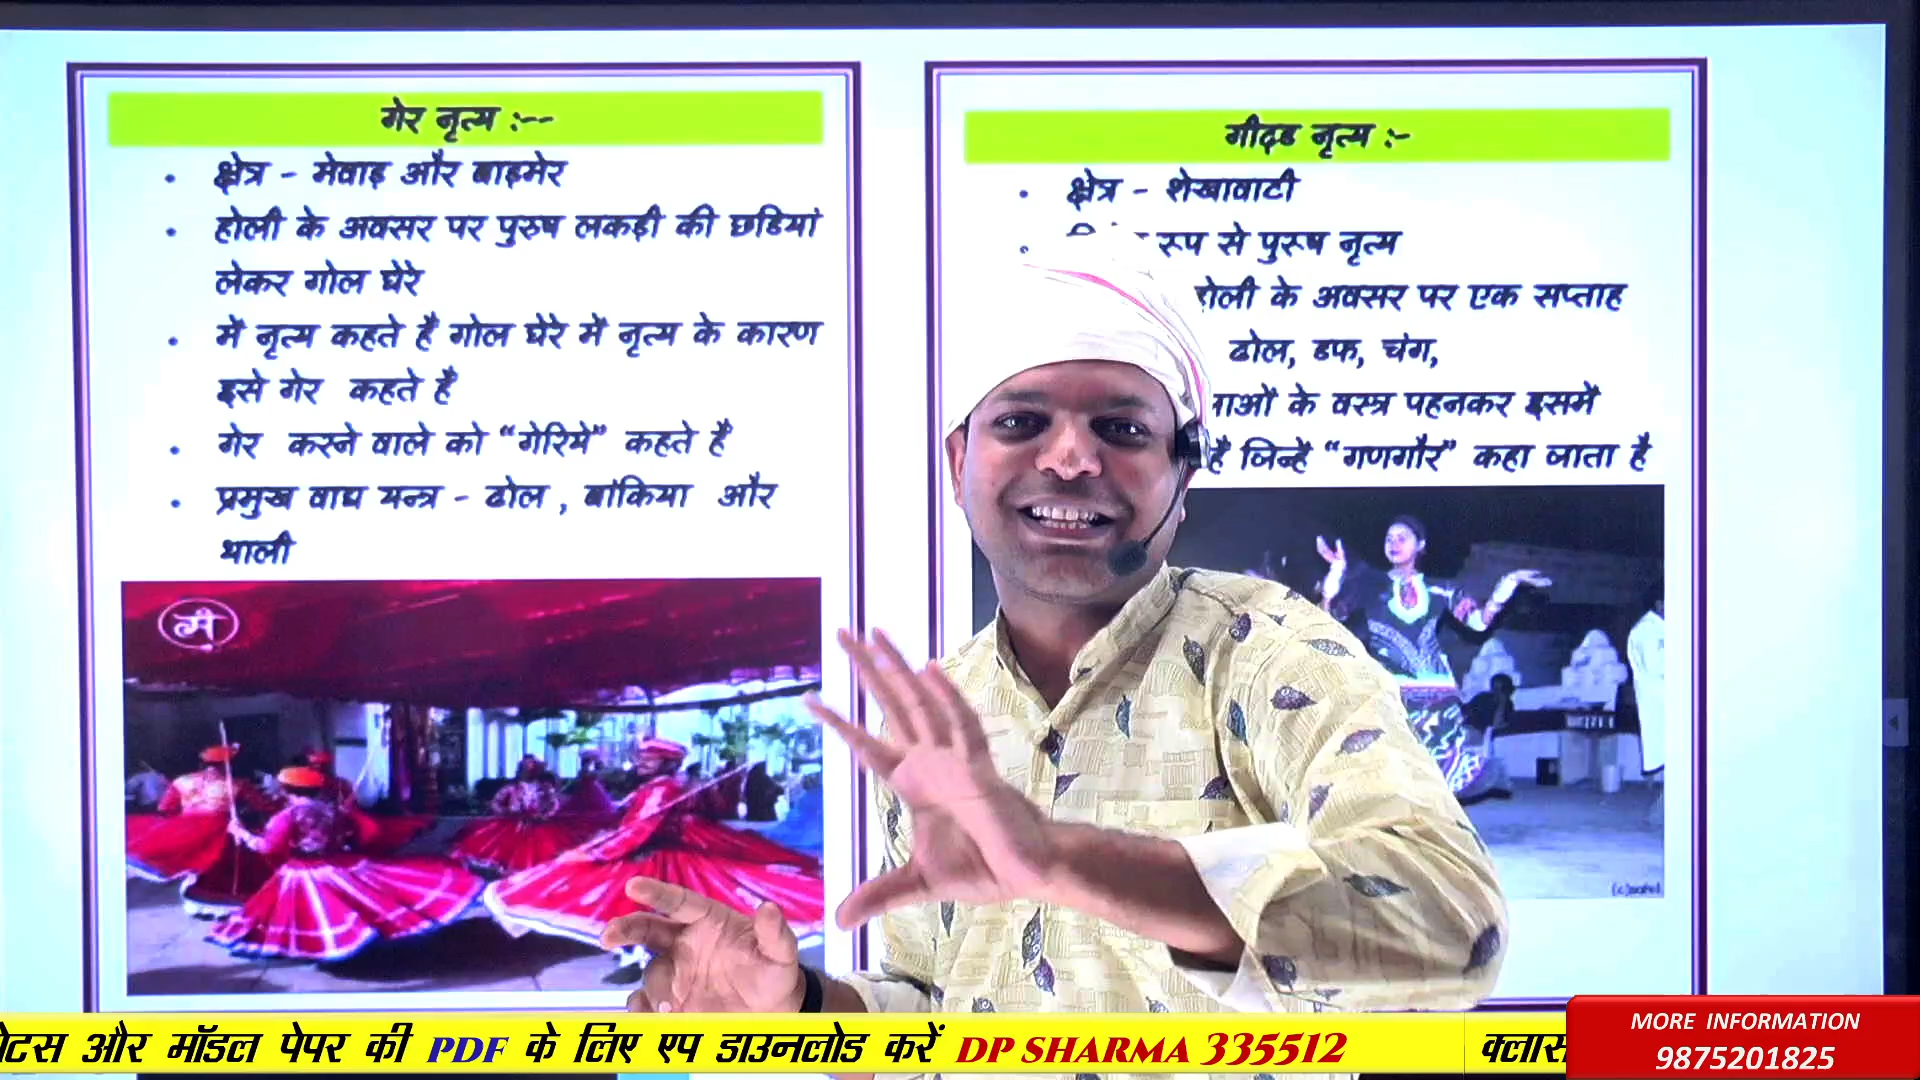 गेर नृत्य :--
क्षेत्र - मेवाड़ और बाड़मेर
होली के अवसर पर पुरुष लकड़ी की छडियां
लेकर गोल घेरे
में नृत्य कहते है गोल घेरे में नृत्य के कारण
इसे गेर कहते है
गेर करने वाले को “गेरिये” कहते है
प्रमुख वाद्य यन्त्र - ढोल , बांकिया और
थाली
गीदड नृत्य :-
क्षेत्र - शेखावाटी
रूप से पुरूष नृत्य
होली के अवसर पर एक सप्ताह
ढोल, डफ, चंग,
के वस्त्र पहनकर इसमें
है जिन्हें “गणगौर” कहा जाता है
और मॉडल पेपर की PDF के लिए एप डाउनलोड करें DP SHARMA 335512
MORE INFORMATION
9875201825